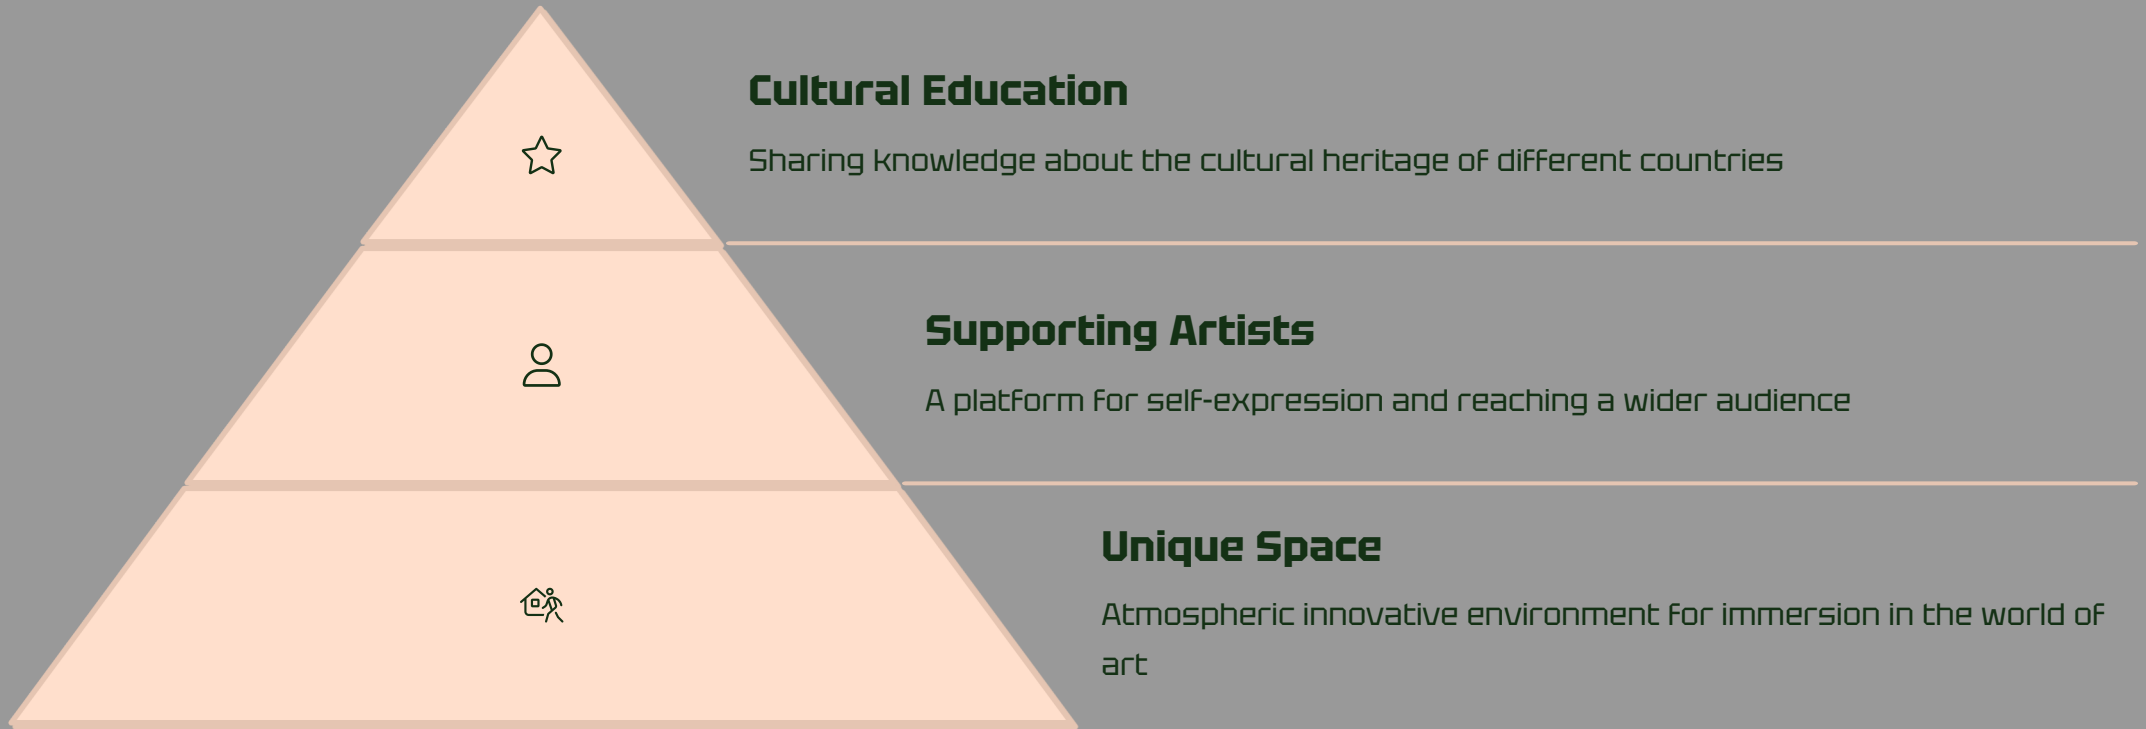 Cultural Education
Sharing knowledge about the cultural heritage of different countries
Supporting Artists
A platform for self-expression and reaching a wider audience
Unique Space
Atmospheric innovative environment for immersion in the world of
art